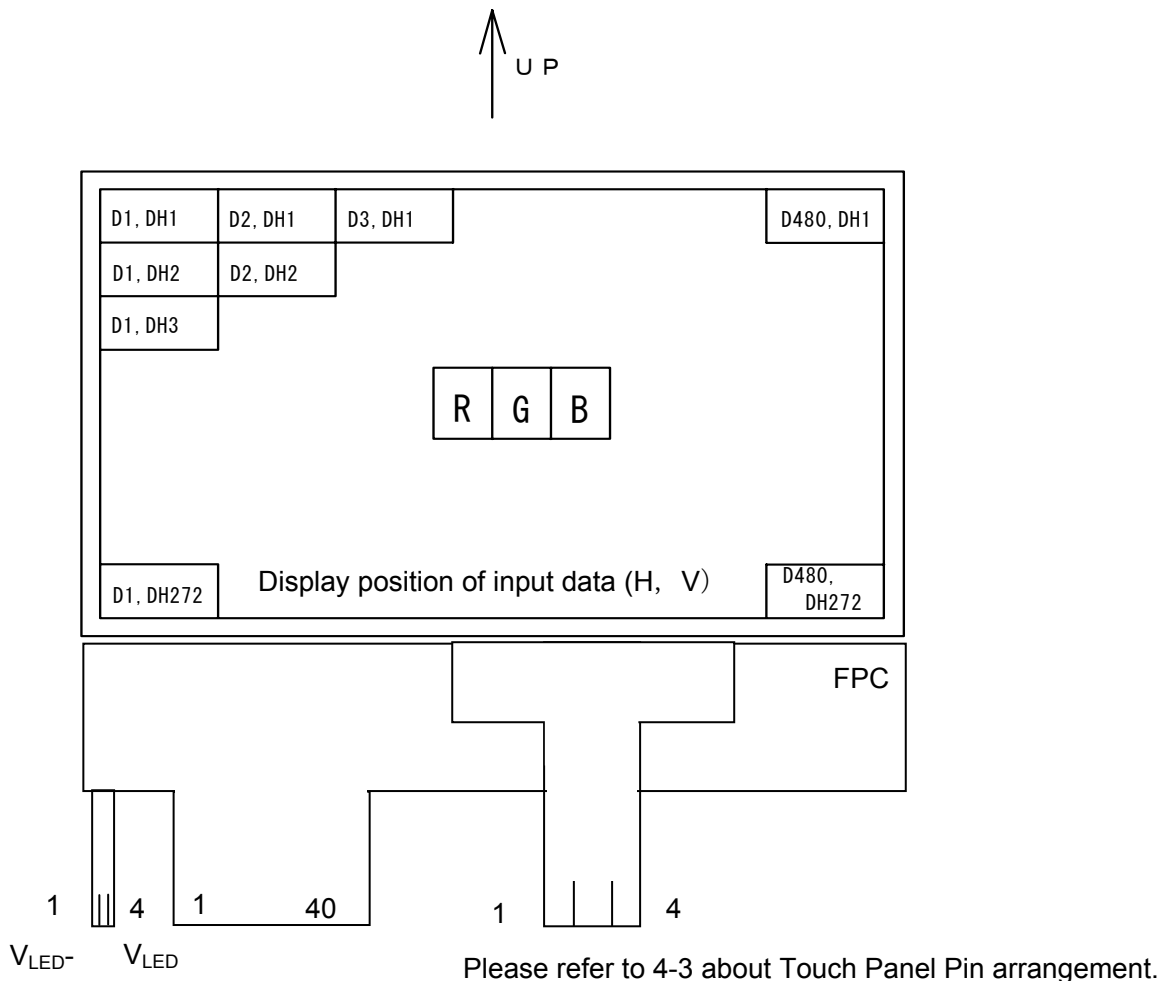 U P
D1, DH1 D2, DH1 D3, DH1 D480, DH1
D1, DH2 D2, DH2
D1, DH3
R G B
D1, DH272 Display position of input data (H, V) D480,
DH272
FPC
1 4 1 40 1 4
VLED- VLED
Please refer to 4-3 about Touch Panel Pin arrangement.